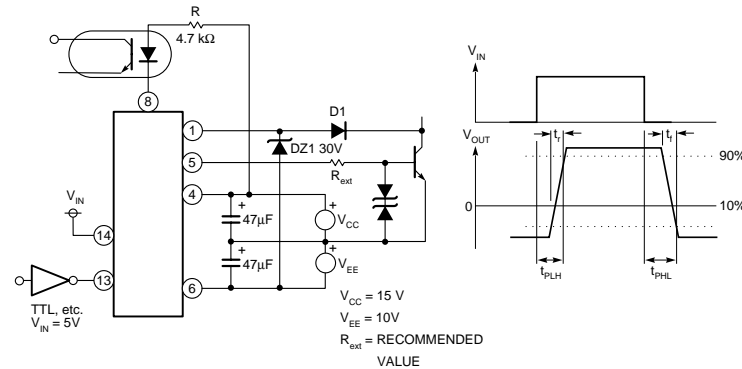 R
4.7 kΩ
8
1
D1
DZ1 30V
5
R ext
4
+
47µF
+
V CC
V IN
14
+
47µF
+
V EE
13
6
TTL, etc.
V IN = 5V
V CC = 15 V
V EE = 10V
R ext = RECOMMENDED
VALUE
V IN
V OUT
t r
t f
90%
0
10%
t PLH
t PHL